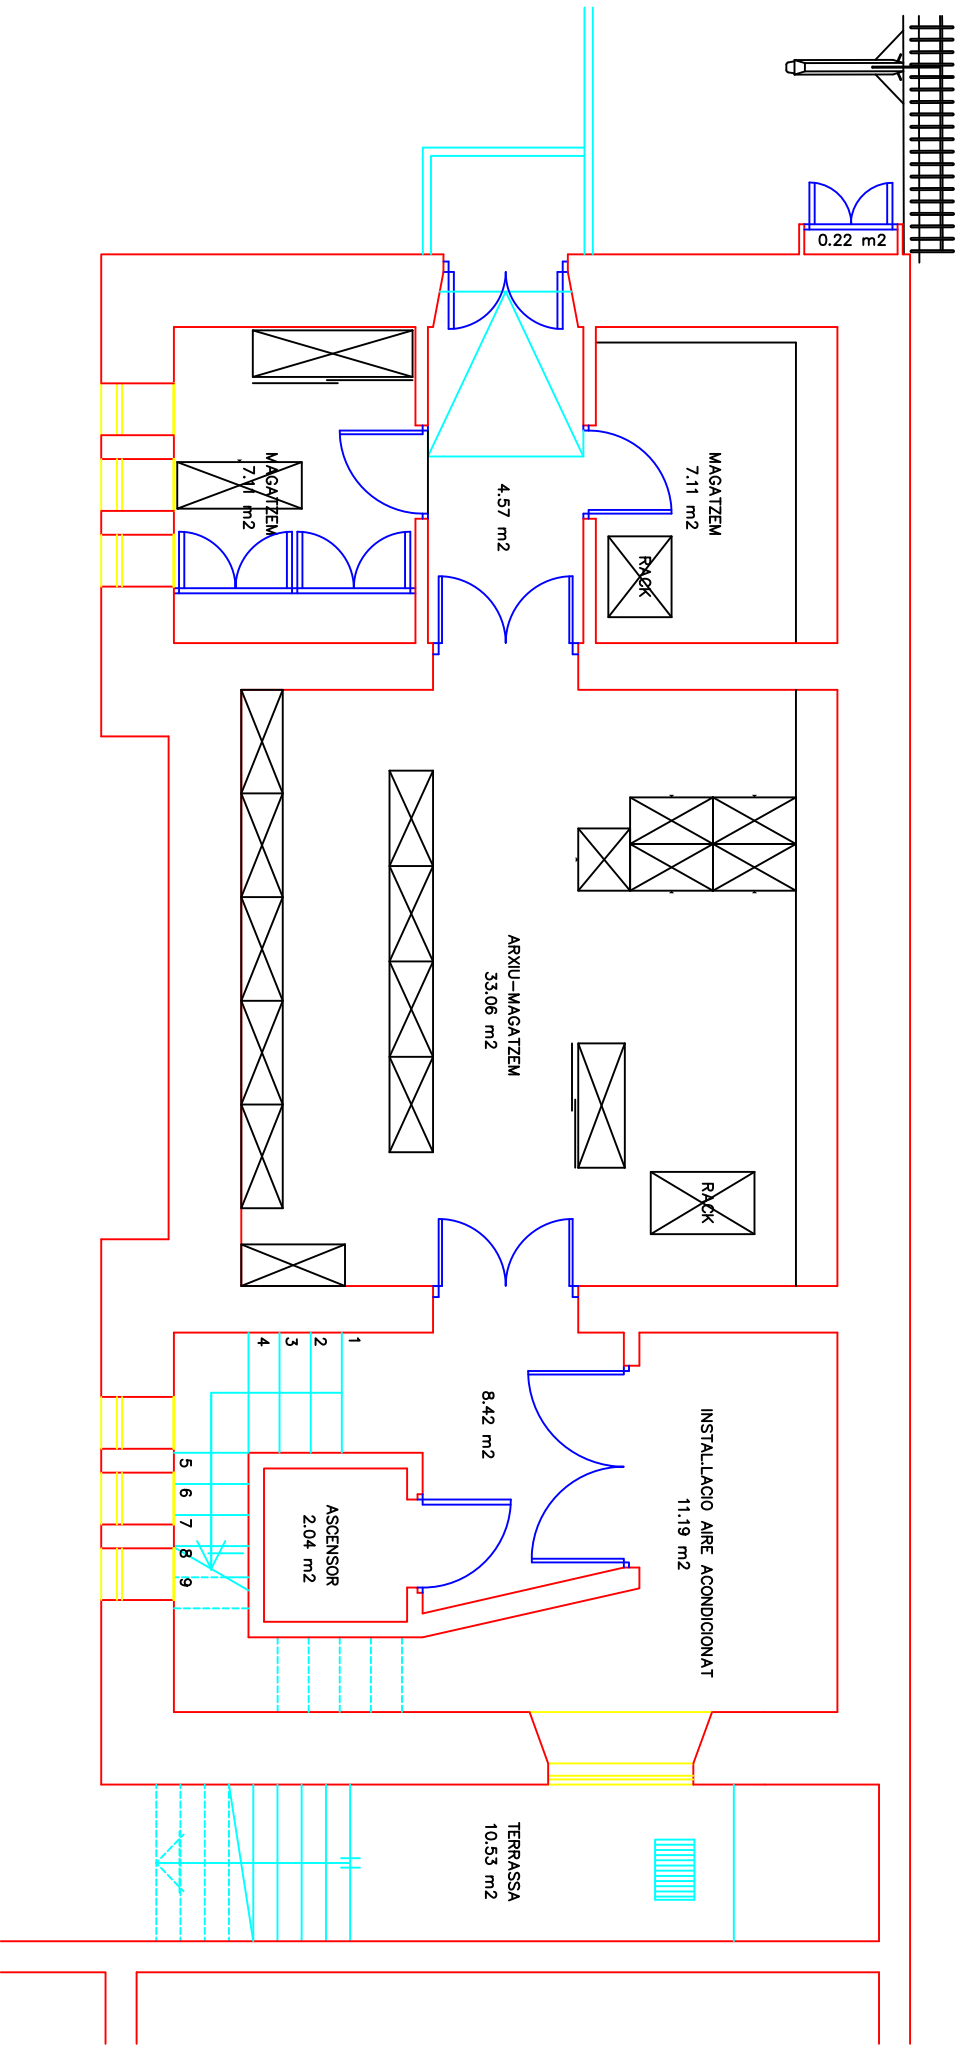 0.22 m2
MAGATZEM
7.11 m2
MAGATZEM
7.11 m2
4.57 m2
RACK
ARXIU-MAGATZEM
33.06 m2
RACK
1
2
3
4
5
6
7
8
9
8.42 m2
INSTAL.LACIO AIRE ACONDICIONAT
11.19 m2
ASCENSOR
2.04 m2
TERRASSA
10.53 m2